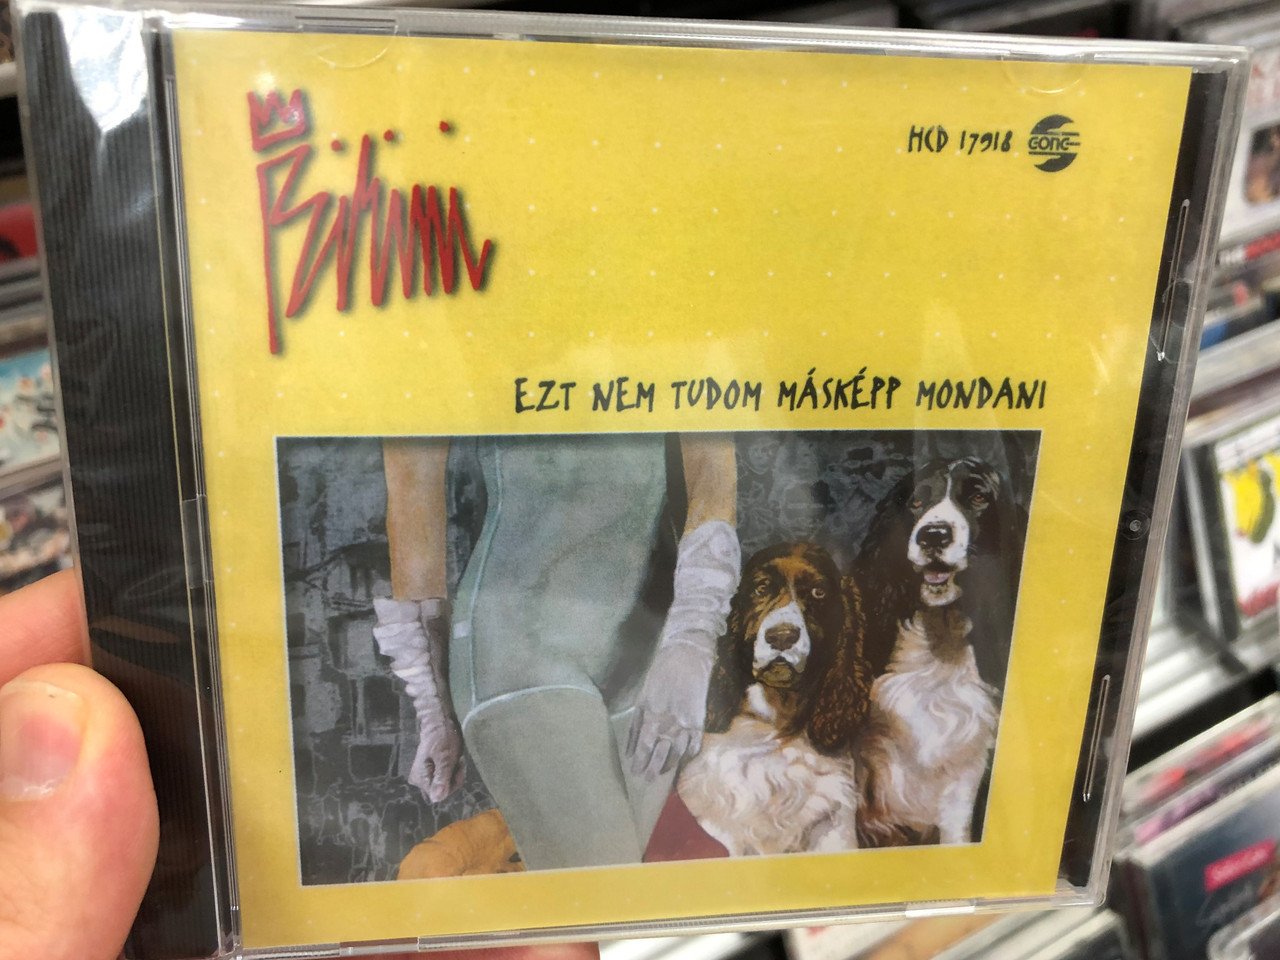 Bikini
HCD 17918
GONG
EZT NEM TUDOM MÁSKÉPP MONDANI